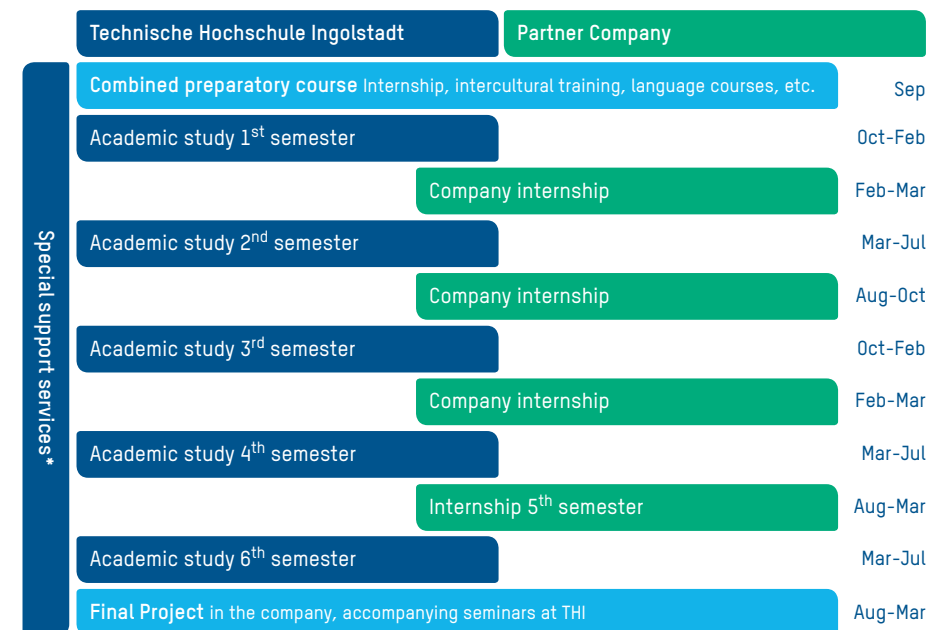 Technische Hochschule Ingolstadt
Partner Company
Special support services*
Combined preparatory course Internship, intercultural training, language courses, etc.
Sep
Academic study 1st semester
Oct-Feb
Company internship
Feb-Mar
Academic study 2nd semester
Mar-Jul
Company internship
Aug-Oct
Academic study 3rd semester
Oct-Feb
Company internship
Feb-Mar
Academic study 4th semester
Mar-Jul
Internship 5th semester
Aug-Mar
Academic study 6th semester
Mar-Jul
Final Project in the company, accompanying seminars at THI
Aug-Mar